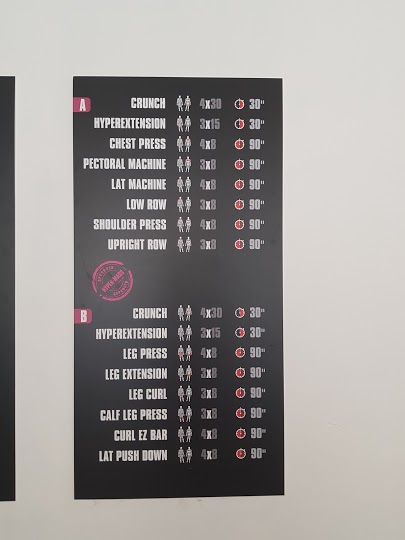 A
CRUNCH 4x30 30"
HYPEREXTENSION 3x15 30"
CHEST PRESS 4x8 90"
PECTORAL MACHINE 3x8 90"
LAT MACHINE 4x8 90"
LOW ROW 3x8 90"
SHOULDER PRESS 4x8 90"
UPRIGHT ROW 3x8 90"
B
CRUNCH 4x30 30"
HYPEREXTENSION 3x15 30"
LEG PRESS 4x8 90"
LEG EXTENSION 3x8 90"
LEG CURL 3x8 90"
CALF LEG PRESS 3x8 90"
CURL EZ BAR 4x8 90"
LAT PUSH DOWN 4x8 90"